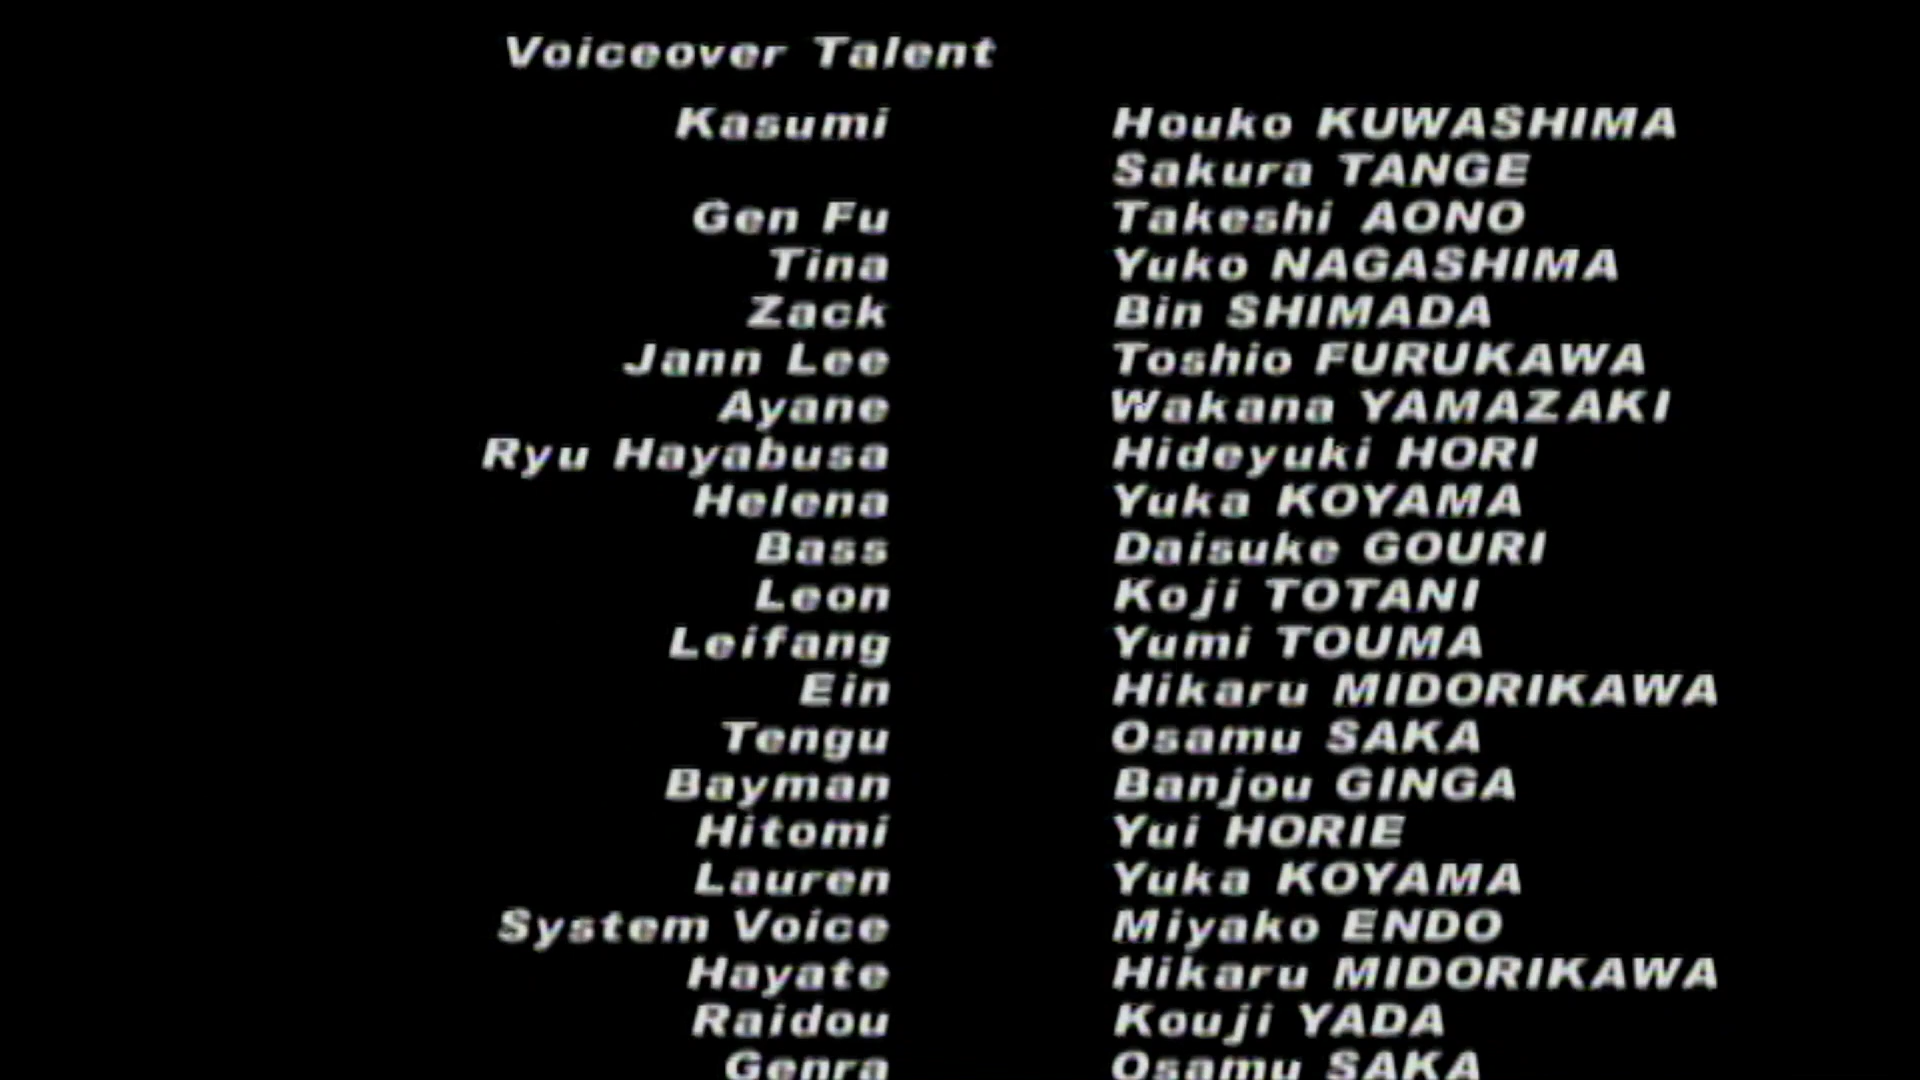 Voiceover Talent
Kasumi Houko KUWASHIMA
Sakura TANGE
Gen Fu Takeshi AONO
Tina Yuko NAGASHIMA
Zack Bin SHIMADA
Jann Lee Toshio FURUKAWA
Ayane Wakana YAMAZAKI
Ryu Hayabusa Hideyuki HORI
Helena Yuka KOYAMA
Bass Daisuke GOURI
Leon Koji TOTANI
Leifang Yumi TOUMA
Ein Hikaru MIDORIKAWA
Tengu Osamu SAKA
Bayman Banjou GINGA
Hitomi Yui HORIE
Lauren Yuka KOYAMA
System Voice Miyako ENDO
Hayate Hikaru MIDORIKAWA
Raidou Kouji YADA
Genra Osamu SAKA